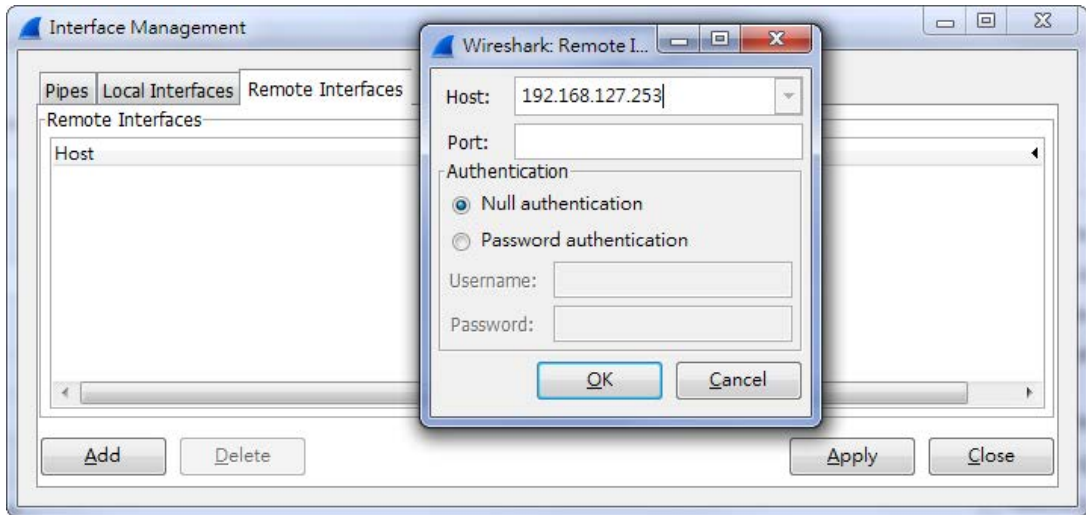 Interface Management
Pipes Local Interfaces Remote Interfaces
Remote Interfaces
Host
Add Delete Apply Close
Wireshark: Remote I...
Host: 192.168.127.253
Port:
Authentication
Null authentication
Password authentication
Username:
Password:
OK Cancel